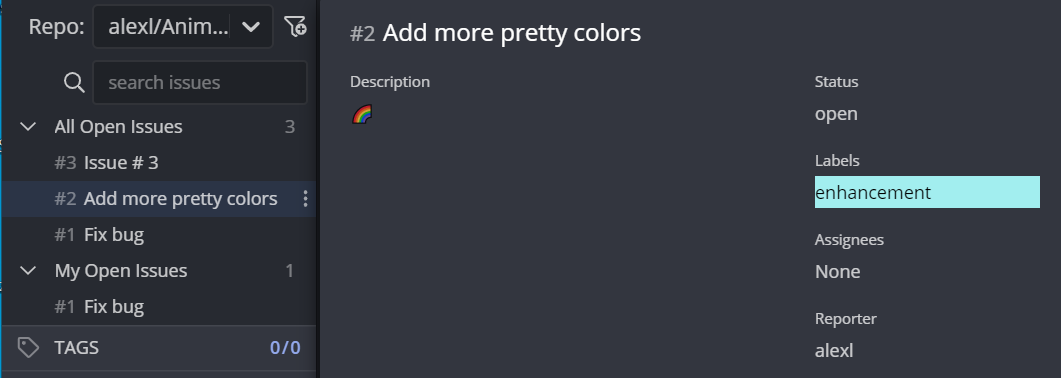 Repo: alexl/Anim...
search issues
All Open Issues 3
#3 Issue # 3
#2 Add more pretty colors
#1 Fix bug
My Open Issues 1
#1 Fix bug
TAGS 0/0
#2 Add more pretty colors
Description
🌈
Status
open
Labels
enhancement
Assignees
None
Reporter
alexl